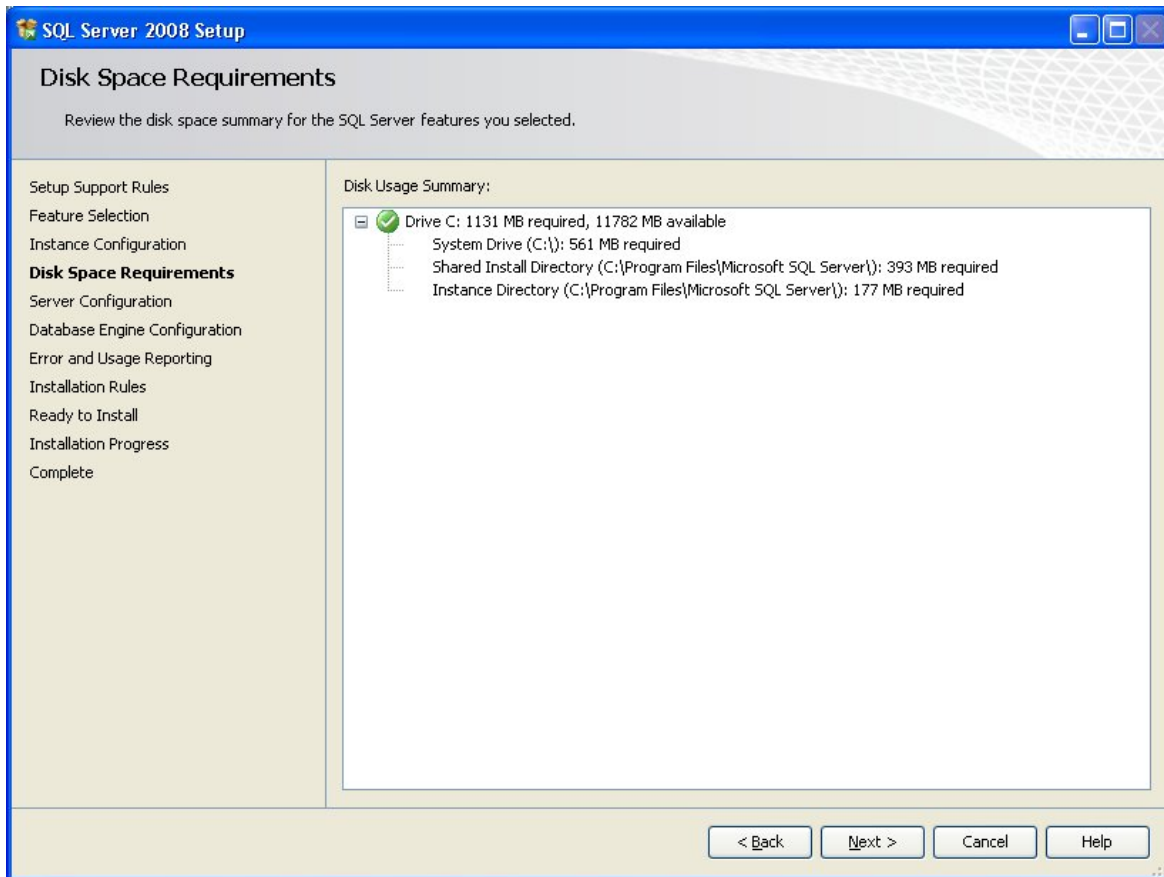 SQL Server 2008 Setup
Disk Space Requirements
Review the disk space summary for the SQL Server features you selected.
Setup Support Rules
Feature Selection
Instance Configuration
Disk Space Requirements
Server Configuration
Database Engine Configuration
Error and Usage Reporting
Installation Rules
Ready to Install
Installation Progress
Complete
Disk Usage Summary:
Drive C: 1131 MB required, 11782 MB available
System Drive (C:\): 561 MB required
Shared Install Directory (C:\Program Files\Microsoft SQL Server\): 393 MB required
Instance Directory (C:\Program Files\Microsoft SQL Server\): 177 MB required
< Back
Next >
Cancel
Help